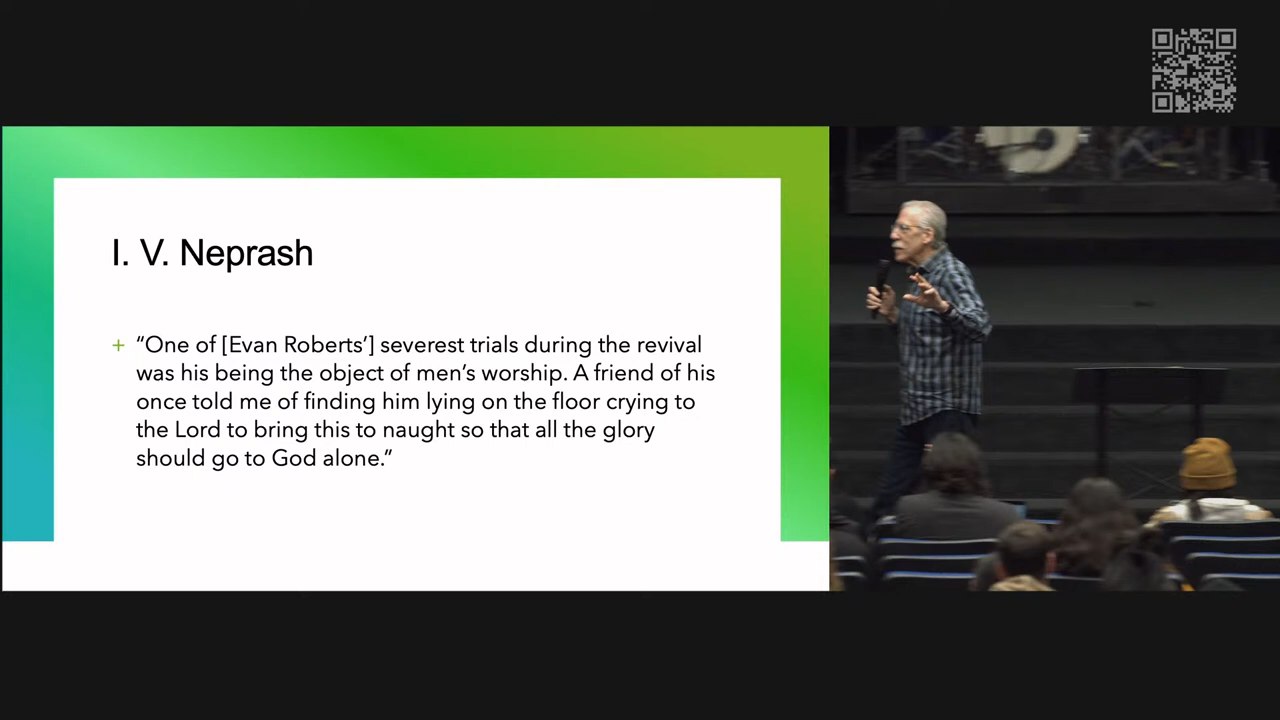 I. V. Neprash
+ “One of [Evan Roberts’] severest trials during the revival
was his being the object of men’s worship. A friend of his
once told me of finding him lying on the floor crying to
the Lord to bring this to naught so that all the glory
should go to God alone.”